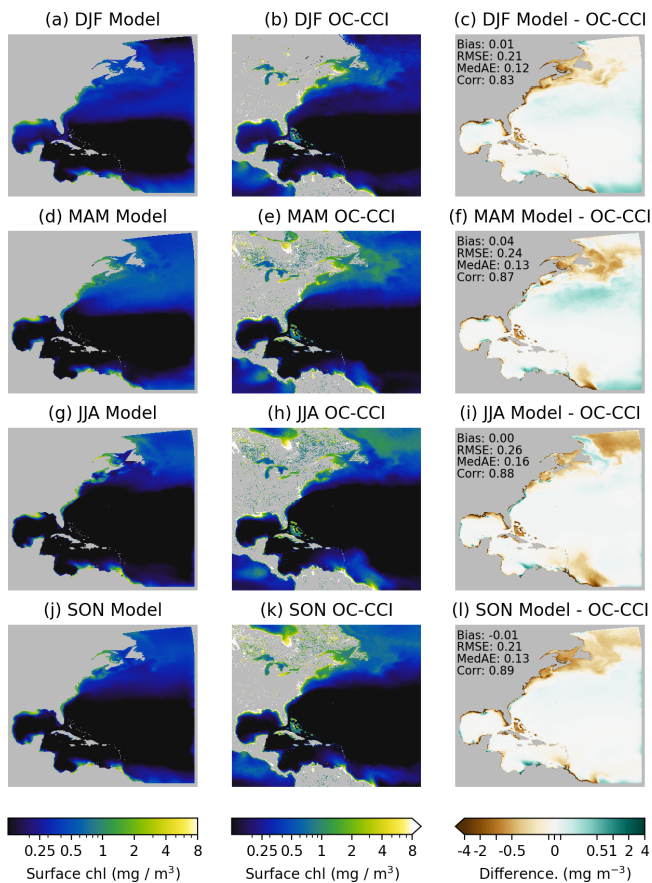 (a) DJF Model
(b) DJF OC-CCI
(c) DJF Model - OC-CCI
Bias: 0.01
RMSE: 0.21
MedAE: 0.12
Corr: 0.83
(d) MAM Model
(e) MAM OC-CCI
(f) MAM Model - OC-CCI
Bias: 0.04
RMSE: 0.24
MedAE: 0.13
Corr: 0.87
(g) JJA Model
(h) JJA OC-CCI
(i) JJA Model - OC-CCI
Bias: 0.00
RMSE: 0.26
MedAE: 0.16
Corr: 0.88
(j) SON Model
(k) SON OC-CCI
(l) SON Model - OC-CCI
Bias: -0.01
RMSE: 0.21
MedAE: 0.13
Corr: 0.89
0.25 0.5 1 2 4 8
Surface chl (mg / m³)
0.25 0.5 1 2 4 8
Surface chl (mg / m³)
-4 -2 -0.5 0 0.51 2 4
Difference. (mg m⁻³)